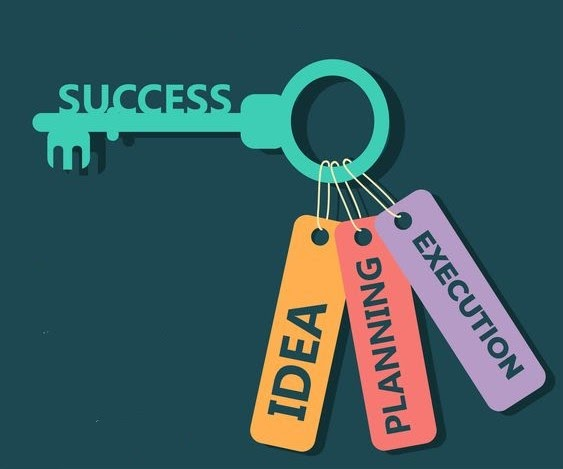 SUCCESS
IDEA
PLANNING
EXECUTION